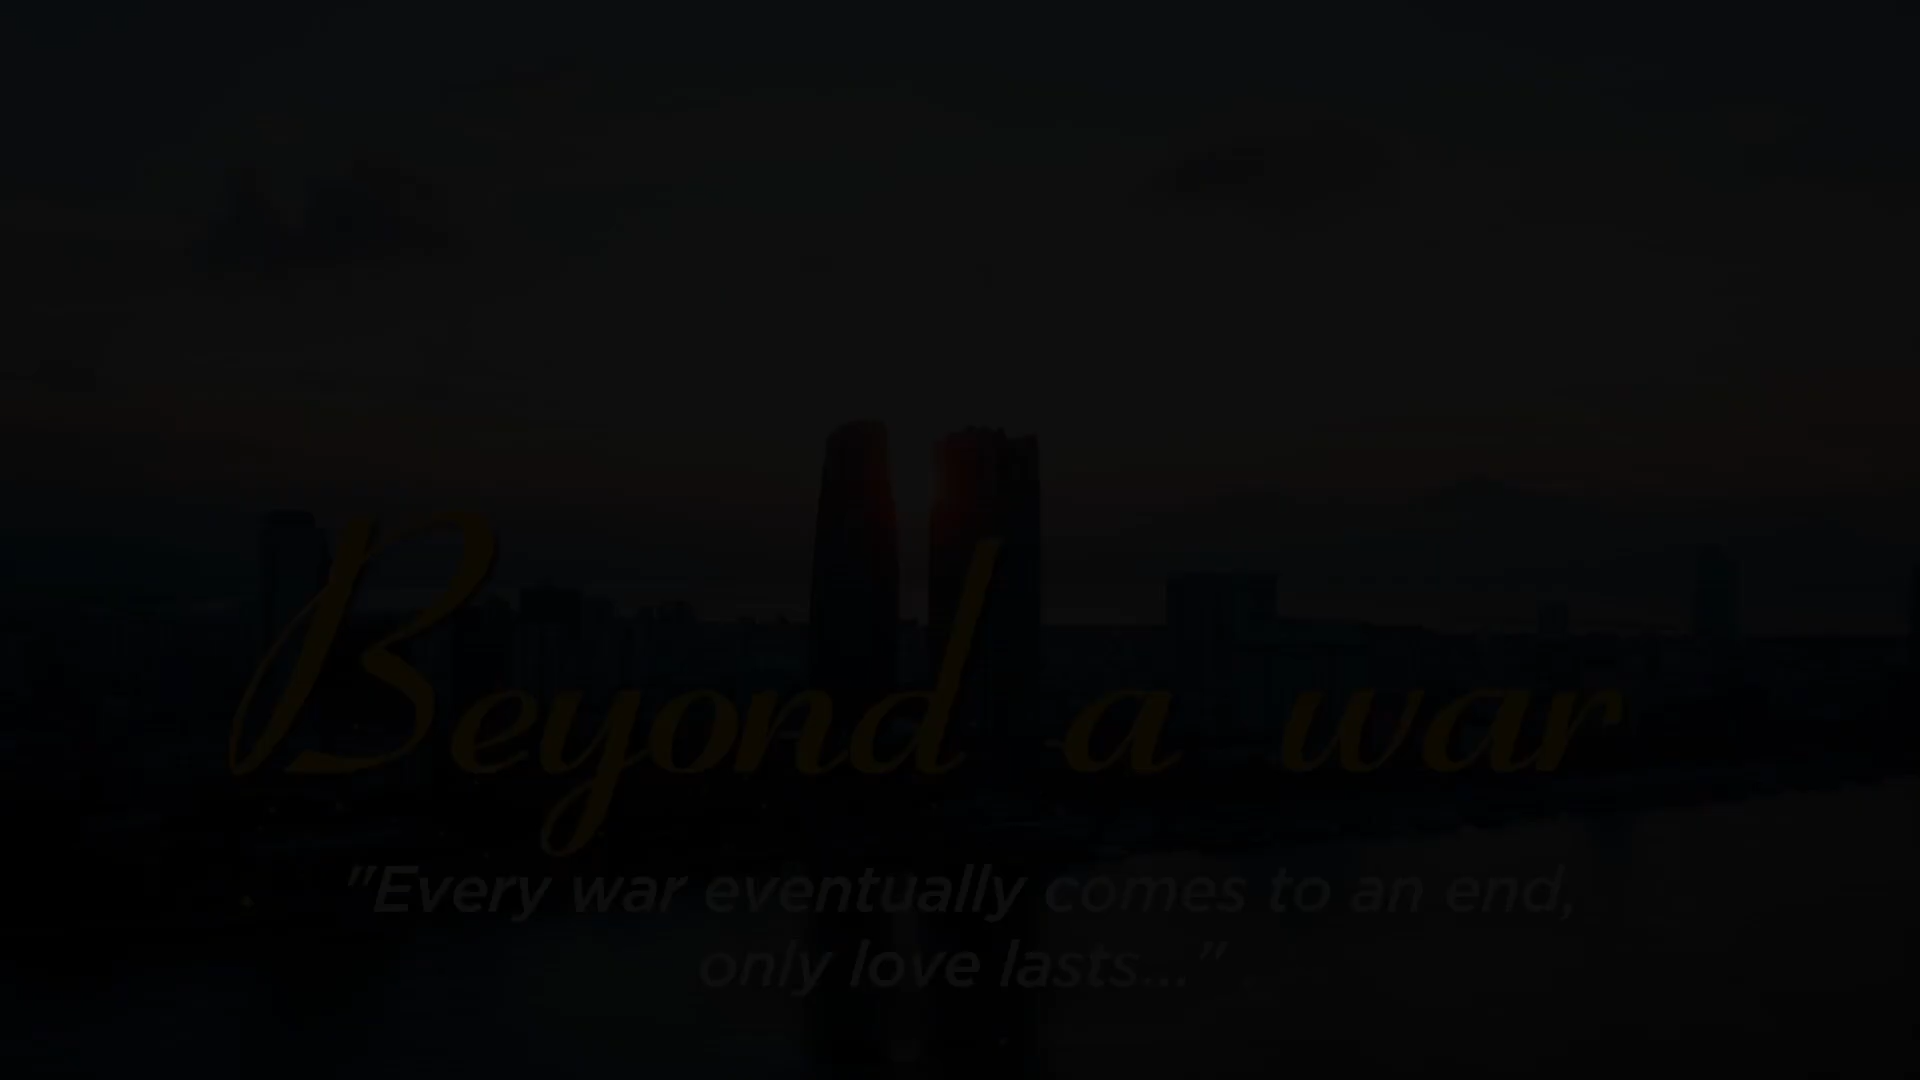 Beyond a war
"Every war eventually comes to an end,
only love lasts..."